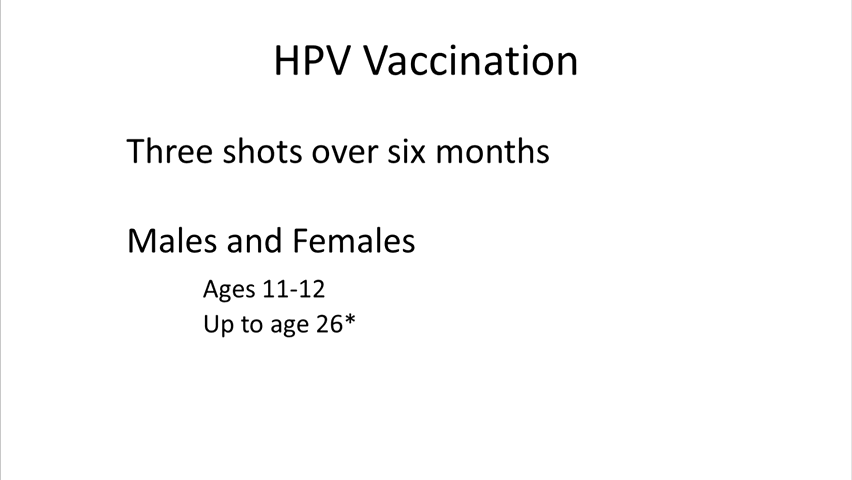 HPV Vaccination
Three shots over six months
Males and Females
Ages 11-12
Up to age 26*